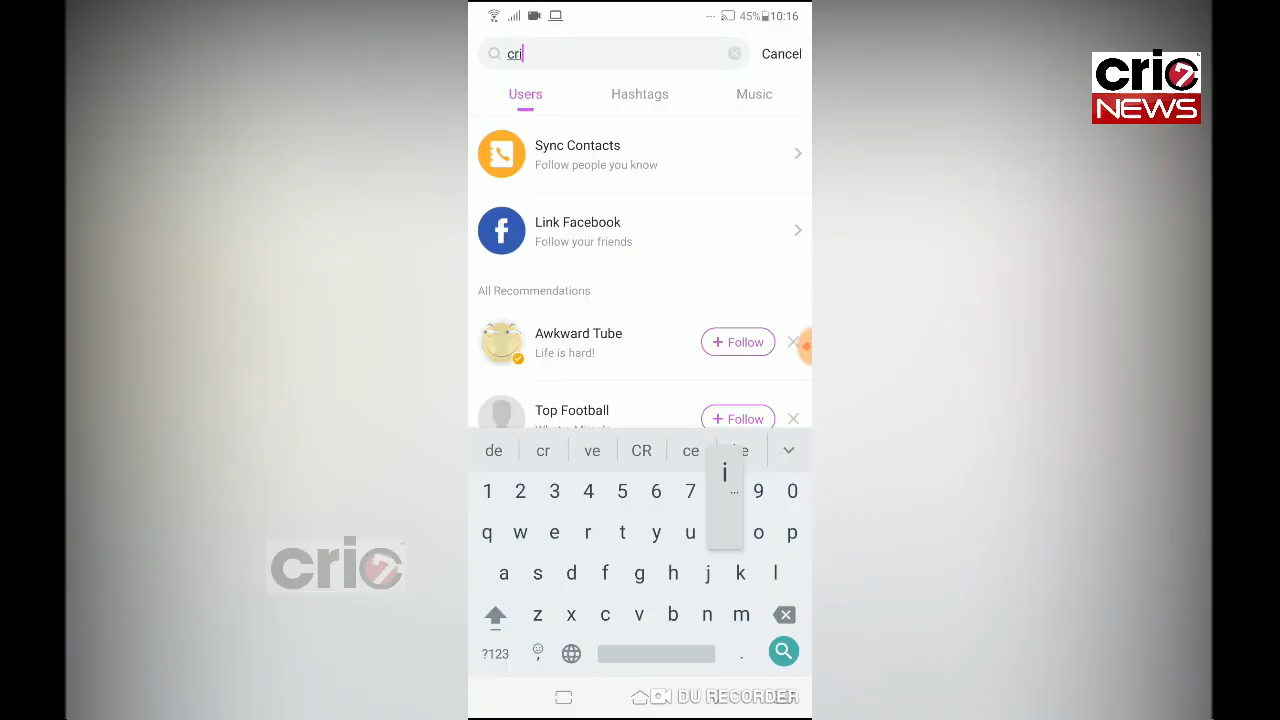 ... 45% 10:16
cri
Cancel
Users Hashtags Music
Sync Contacts
Follow people you know
Link Facebook
Follow your friends
All Recommendations
Awkward Tube
Life is hard!
+ Follow
Top Football
+ Follow
de cr ve CR ce
i
...
1 2 3 4 5 6 7 9 0
q w e r t y u o p
a s d f g h j k l
z x c v b n m
?123 , .
DU RECORDER
cric7
NEWS
cric7